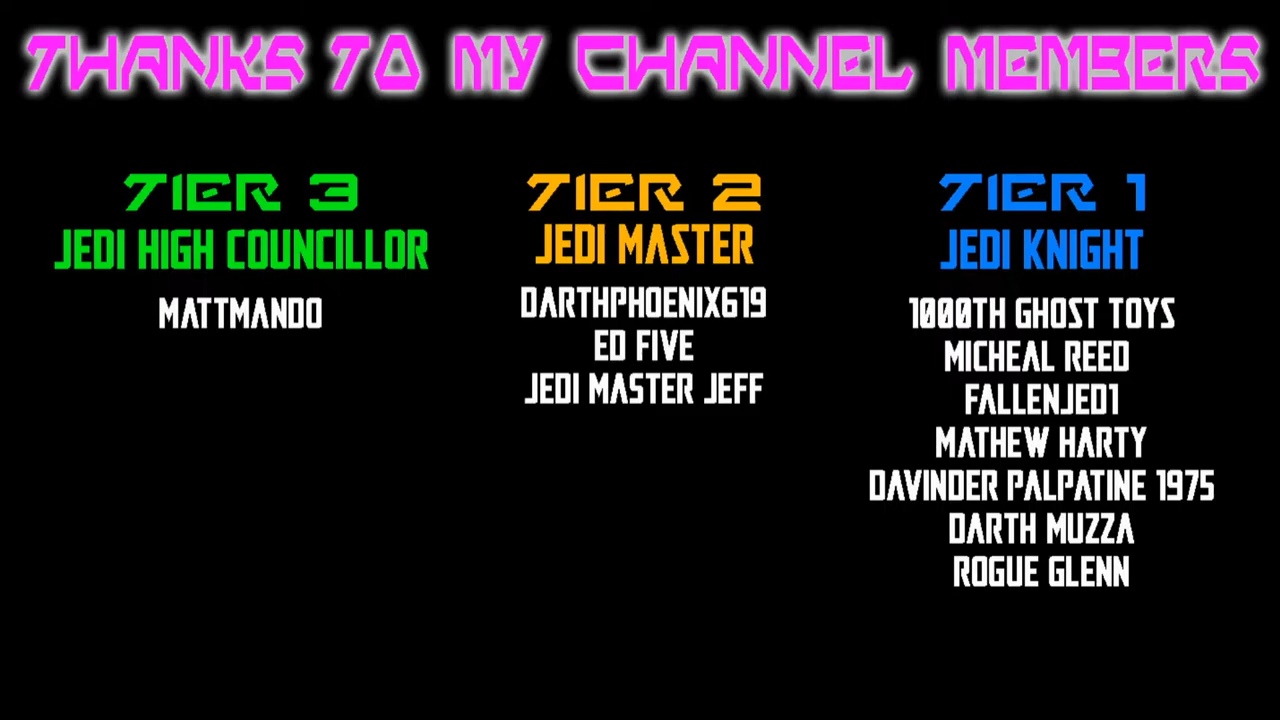 THANKS TO MY CHANNEL MEMBERS
TIER 3
JEDI HIGH COUNCILLOR
MATTMANDO
TIER 2
JEDI MASTER
DARTHPHOENIX619
ED FIVE
JEDI MASTER JEFF
TIER 1
JEDI KNIGHT
1000TH GHOST TOYS
MICHEAL REED
FALLENJED1
MATHEW HARTY
DAVINDER PALPATINE 1975
DARTH MUZZA
ROGUE GLENN